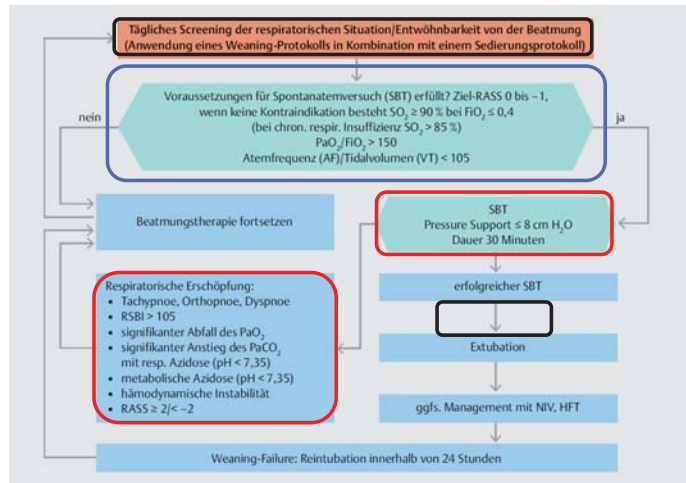 Tägliches Screening der respiratorischen Situation/Entwöhnbarkeit von der Beatmung
(Anwendung eines Weaning-Protokolls in Kombination mit einem Sedierungsprotokoll)
Voraussetzungen für Spontanatemversuch (SBT) erfüllt? Ziel-RASS 0 bis −1,
wenn keine Kontraindikation besteht SO₂ ≥ 90 % bei FiO₂ ≤ 0,4
(bei chron. respir. Insuffizienz SO₂ > 85 %)
PaO₂/FiO₂ > 150
Atemfrequenz (AF)/Tidalvolumen (VT) < 105
nein
ja
Beatmungstherapie fortsetzen
SBT
Pressure Support ≤ 8 cm H₂O
Dauer 30 Minuten
Respiratorische Erschöpfung:
• Tachypnoe, Orthopnoe, Dyspnoe
• RSBI > 105
• signifikanter Abfall des PaO₂
• signifikanter Anstieg des PaCO₂
mit resp. Azidose (pH < 7,35)
• metabolische Azidose (pH < 7,35)
• hämodynamische Instabilität
• RASS ≥ 2/< −2
erfolgreicher SBT
Extubation
ggfs. Management mit NIV, HFT
Weaning-Failure: Reintubation innerhalb von 24 Stunden